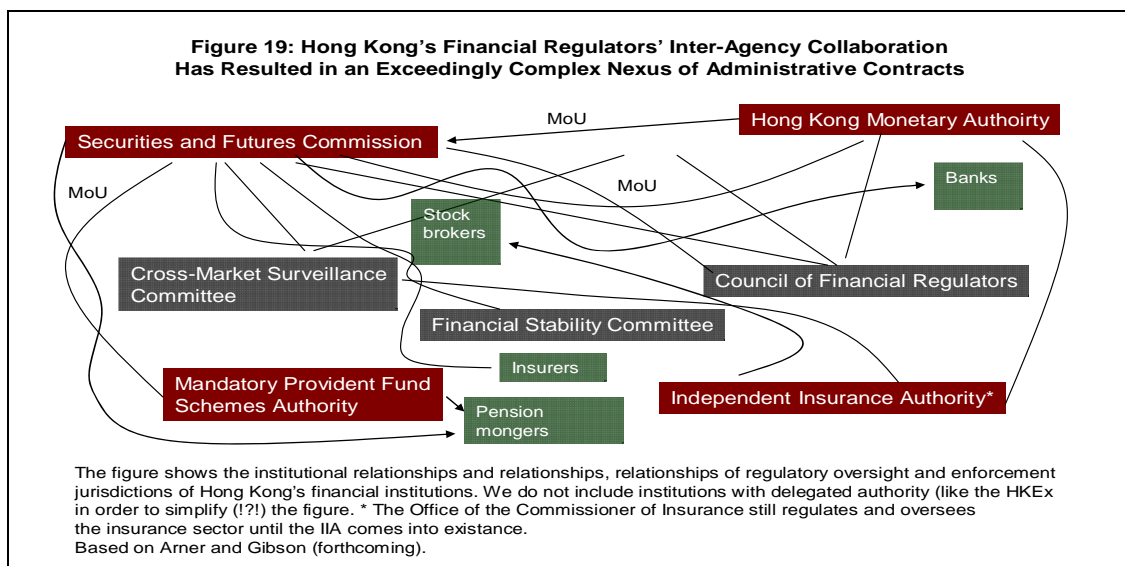 Figure 19: Hong Kong's Financial Regulators' Inter-Agency Collaboration
Has Resulted in an Exceedingly Complex Nexus of Administrative Contracts
MoU
Hong Kong Monetary Authoirty
Securities and Futures Commission
MoU
MoU
Banks
Stock
brokers
Cross-Market Surveillance
Committee
Council of Financial Regulators
Financial Stability Committee
Insurers
Mandatory Provident Fund
Schemes Authority
Independent Insurance Authority*
Pension
mongers
The figure shows the institutional relationships and relationships, relationships of regulatory oversight and enforcement
jurisdictions of Hong Kong's financial institutions. We do not include institutions with delegated authority (like the HKEx
in order to simplify (!?!) the figure. * The Office of the Commissioner of Insurance still regulates and oversees
the insurance sector until the IIA comes into existance.
Based on Arner and Gibson (forthcoming).